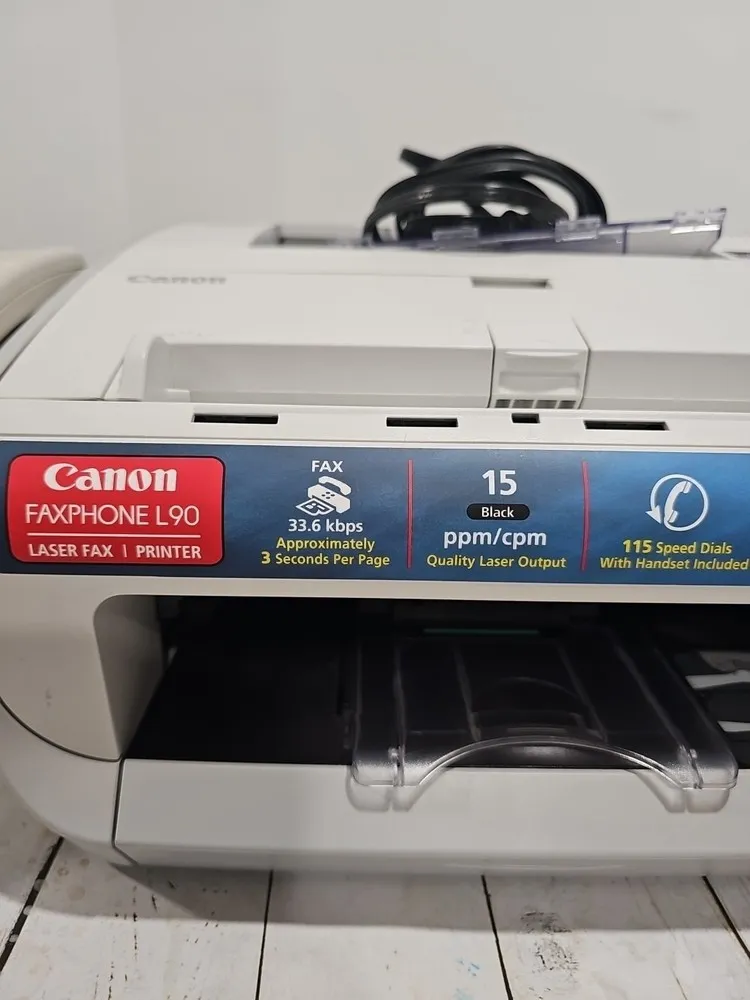 Canon
Canon
FAXPHONE L90
LASER FAX | PRINTER
FAX
33.6 kbps
Approximately
3 Seconds Per Page
15
Black
ppm/cpm
Quality Laser Output
115 Speed Dials
With Handset Included